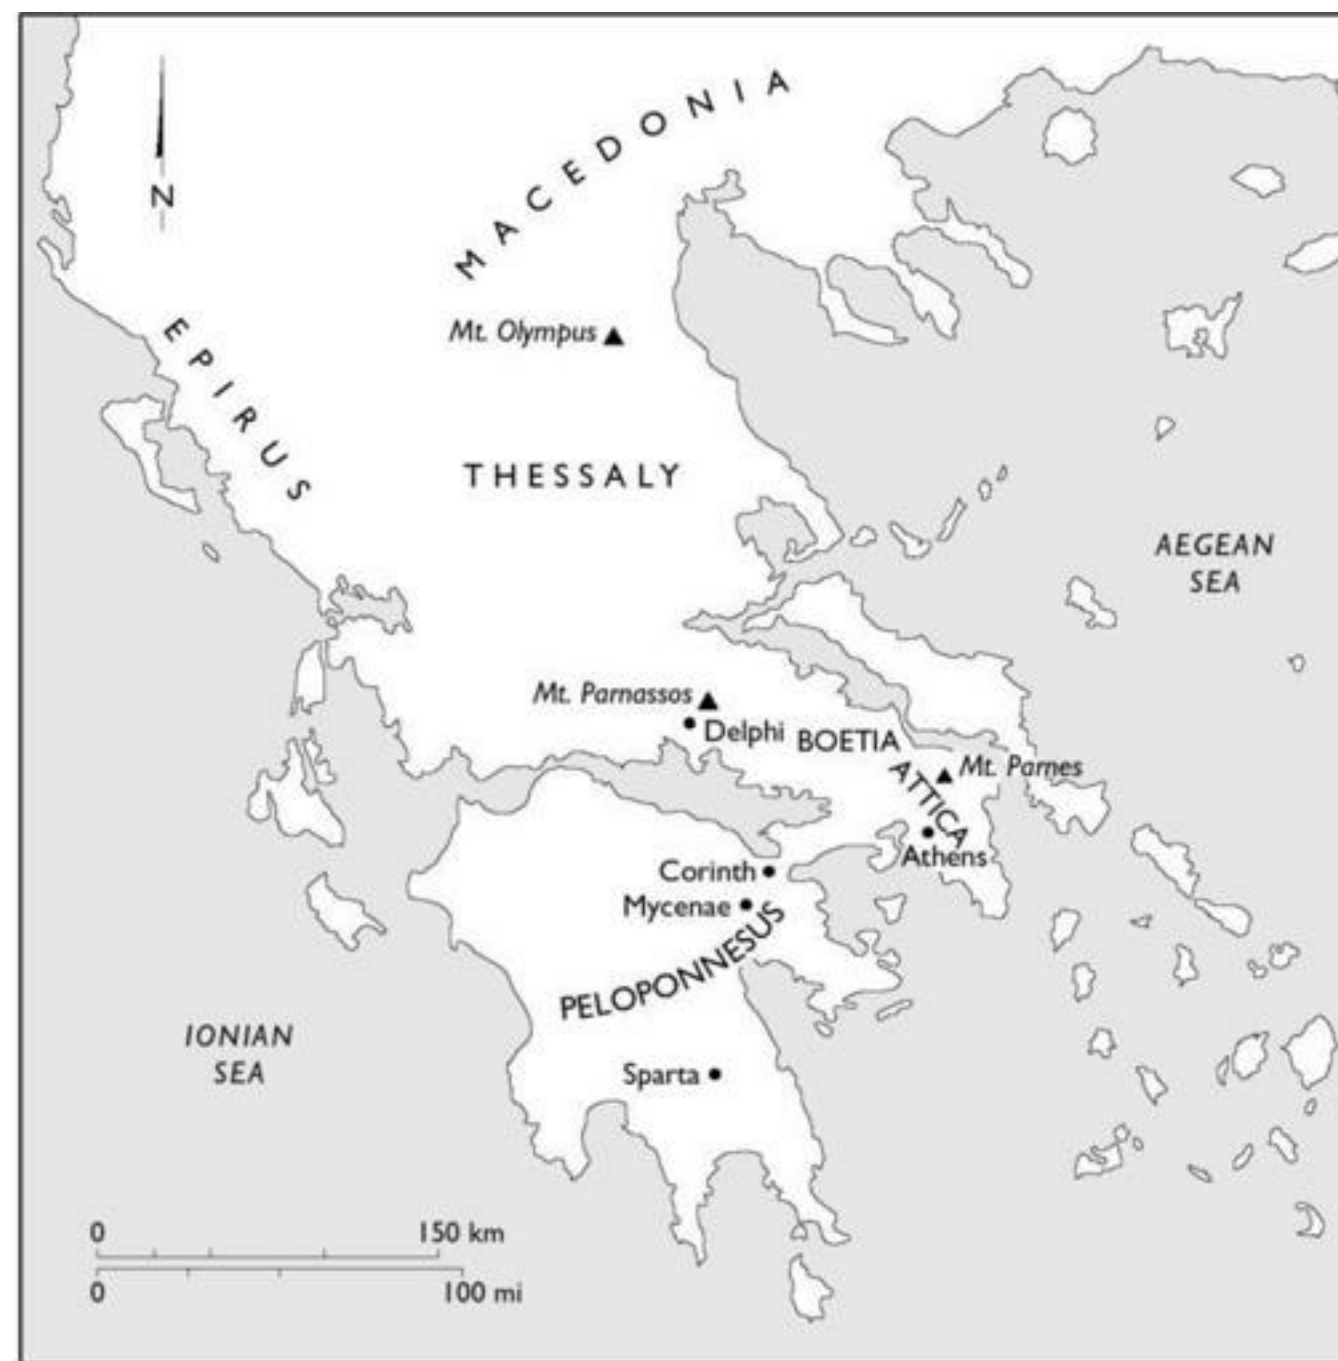 MACEDONIA
N
Mt. Olympus
EPIRUS
THESSALY
AEGEAN
SEA
Mt. Parnassos
Delphi
BOETIA
Mt. Parnes
ATTICA
Athens
Corinth
Mycenae
PELOPONNESUS
IONIAN
SEA
Sparta
0 150 km
0 100 mi